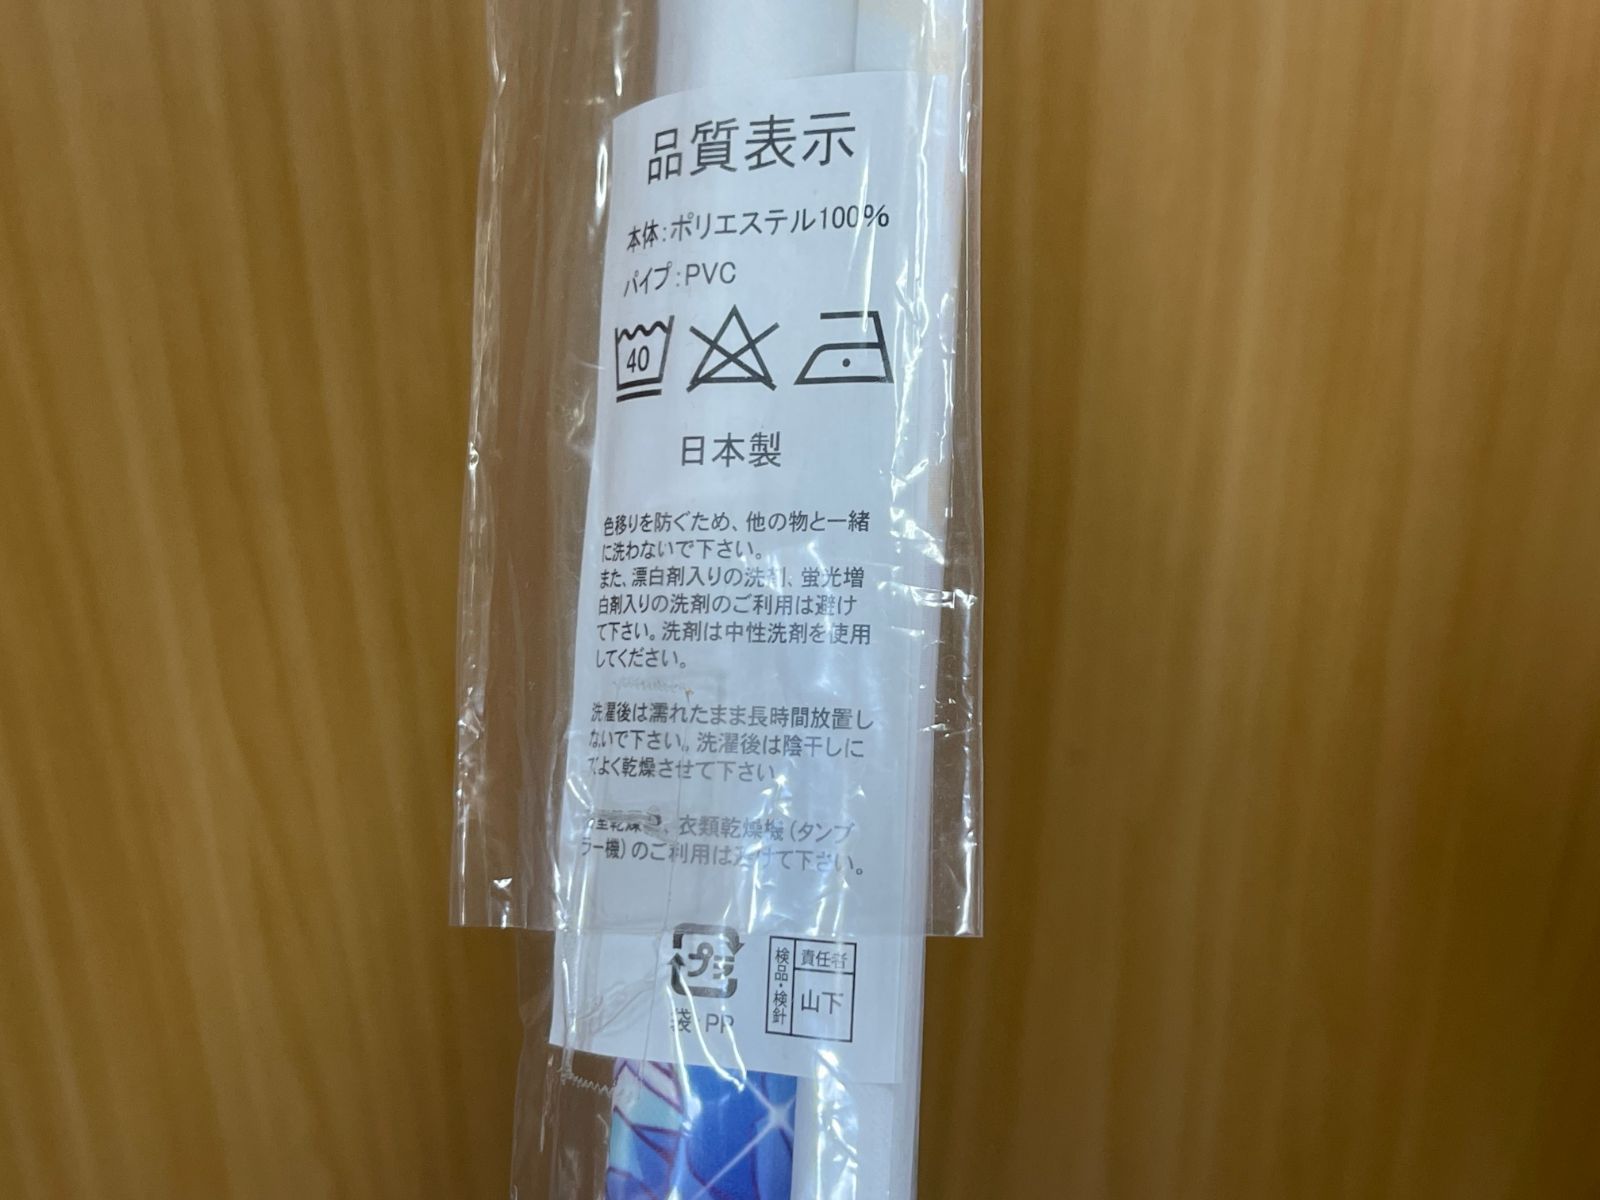 品質表示
本体:ポリエステル100%
パイプ:PVC
40
日本製
色移りを防ぐため、他の物と一緒
に洗わないで下さい。
また、漂白剤入りの洗剤、蛍光増
白剤入りの洗剤のご利用は避け
て下さい。洗剤は中性洗剤を使用
してください。
洗濯後は濡れたまま長時間放置し
ないで下さい。洗濯後は陰干しに
てよく乾燥させて下さい
乾燥 、衣類乾燥機(タンブ
ラー機)のご利用は避けて下さい。
プラ
袋:PP
検品・検針
責任者
山下